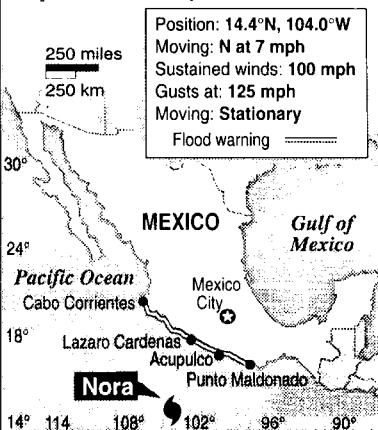 Position: 14.4°N, 104.0°W
Moving: N at 7 mph
Sustained winds: 100 mph
Gusts at: 125 mph
Moving: Stationary
Flood warning
250 miles
250 km
30°
MEXICO
Gulf of
Mexico
24°
Pacific Ocean
Mexico
City
Cabo Corrientes
18°
Lazaro Cardenas
Acupulco
Punto Maldonado
Nora
14° 114 108° 102° 96° 90°